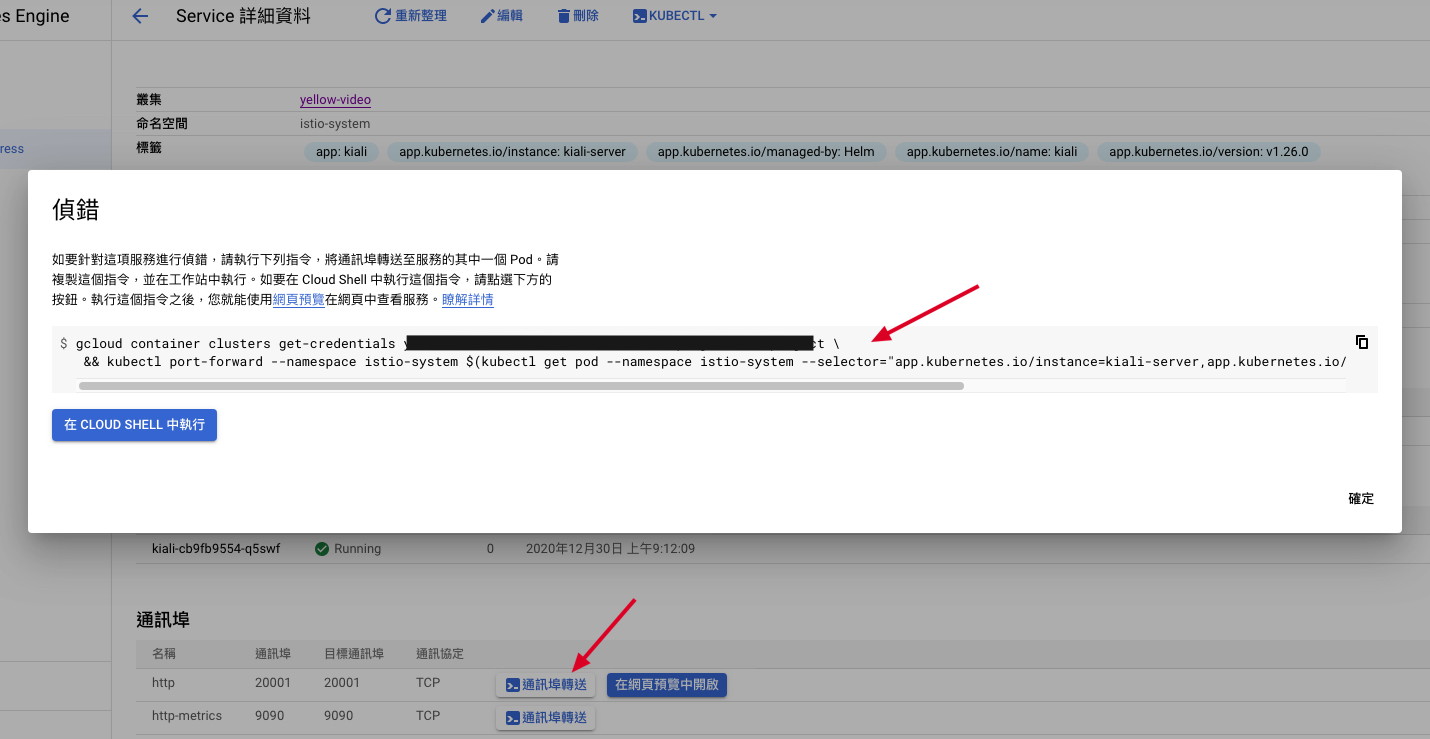 s Engine
Service 詳細資料
重新整理
編輯
刪除
KUBECTL
叢集
yellow-video
命名空間
istio-system
ress
標籤
app: kiali
app.kubernetes.io/instance: kiali-server
app.kubernetes.io/managed-by: Helm
app.kubernetes.io/name: kiali
app.kubernetes.io/version: v1.26.0
偵錯
如要針對這項服務進行偵錯，請執行下列指令，將通訊埠轉送至服務的其中一個 Pod。請
複製這個指令，並在工作站中執行。如要在 Cloud Shell 中執行這個指令，請點選下方的
按鈕。執行這個指令之後，您就能使用網頁預覽在網頁中查看服務。瞭解詳情
$ gcloud container clusters get-credentials y ct \
&& kubectl port-forward --namespace istio-system $(kubectl get pod --namespace istio-system --selector="app.kubernetes.io/instance=kiali-server,app.kubernetes.io/
在 CLOUD SHELL 中執行
確定
kiali-cb9fb9554-q5swf
Running
0
2020年12月30日 上午9:12:09
通訊埠
名稱
通訊埠
目標通訊埠
通訊協定
http
20001
20001
TCP
通訊埠轉送
在網頁預覽中開啟
http-metrics
9090
9090
TCP
通訊埠轉送